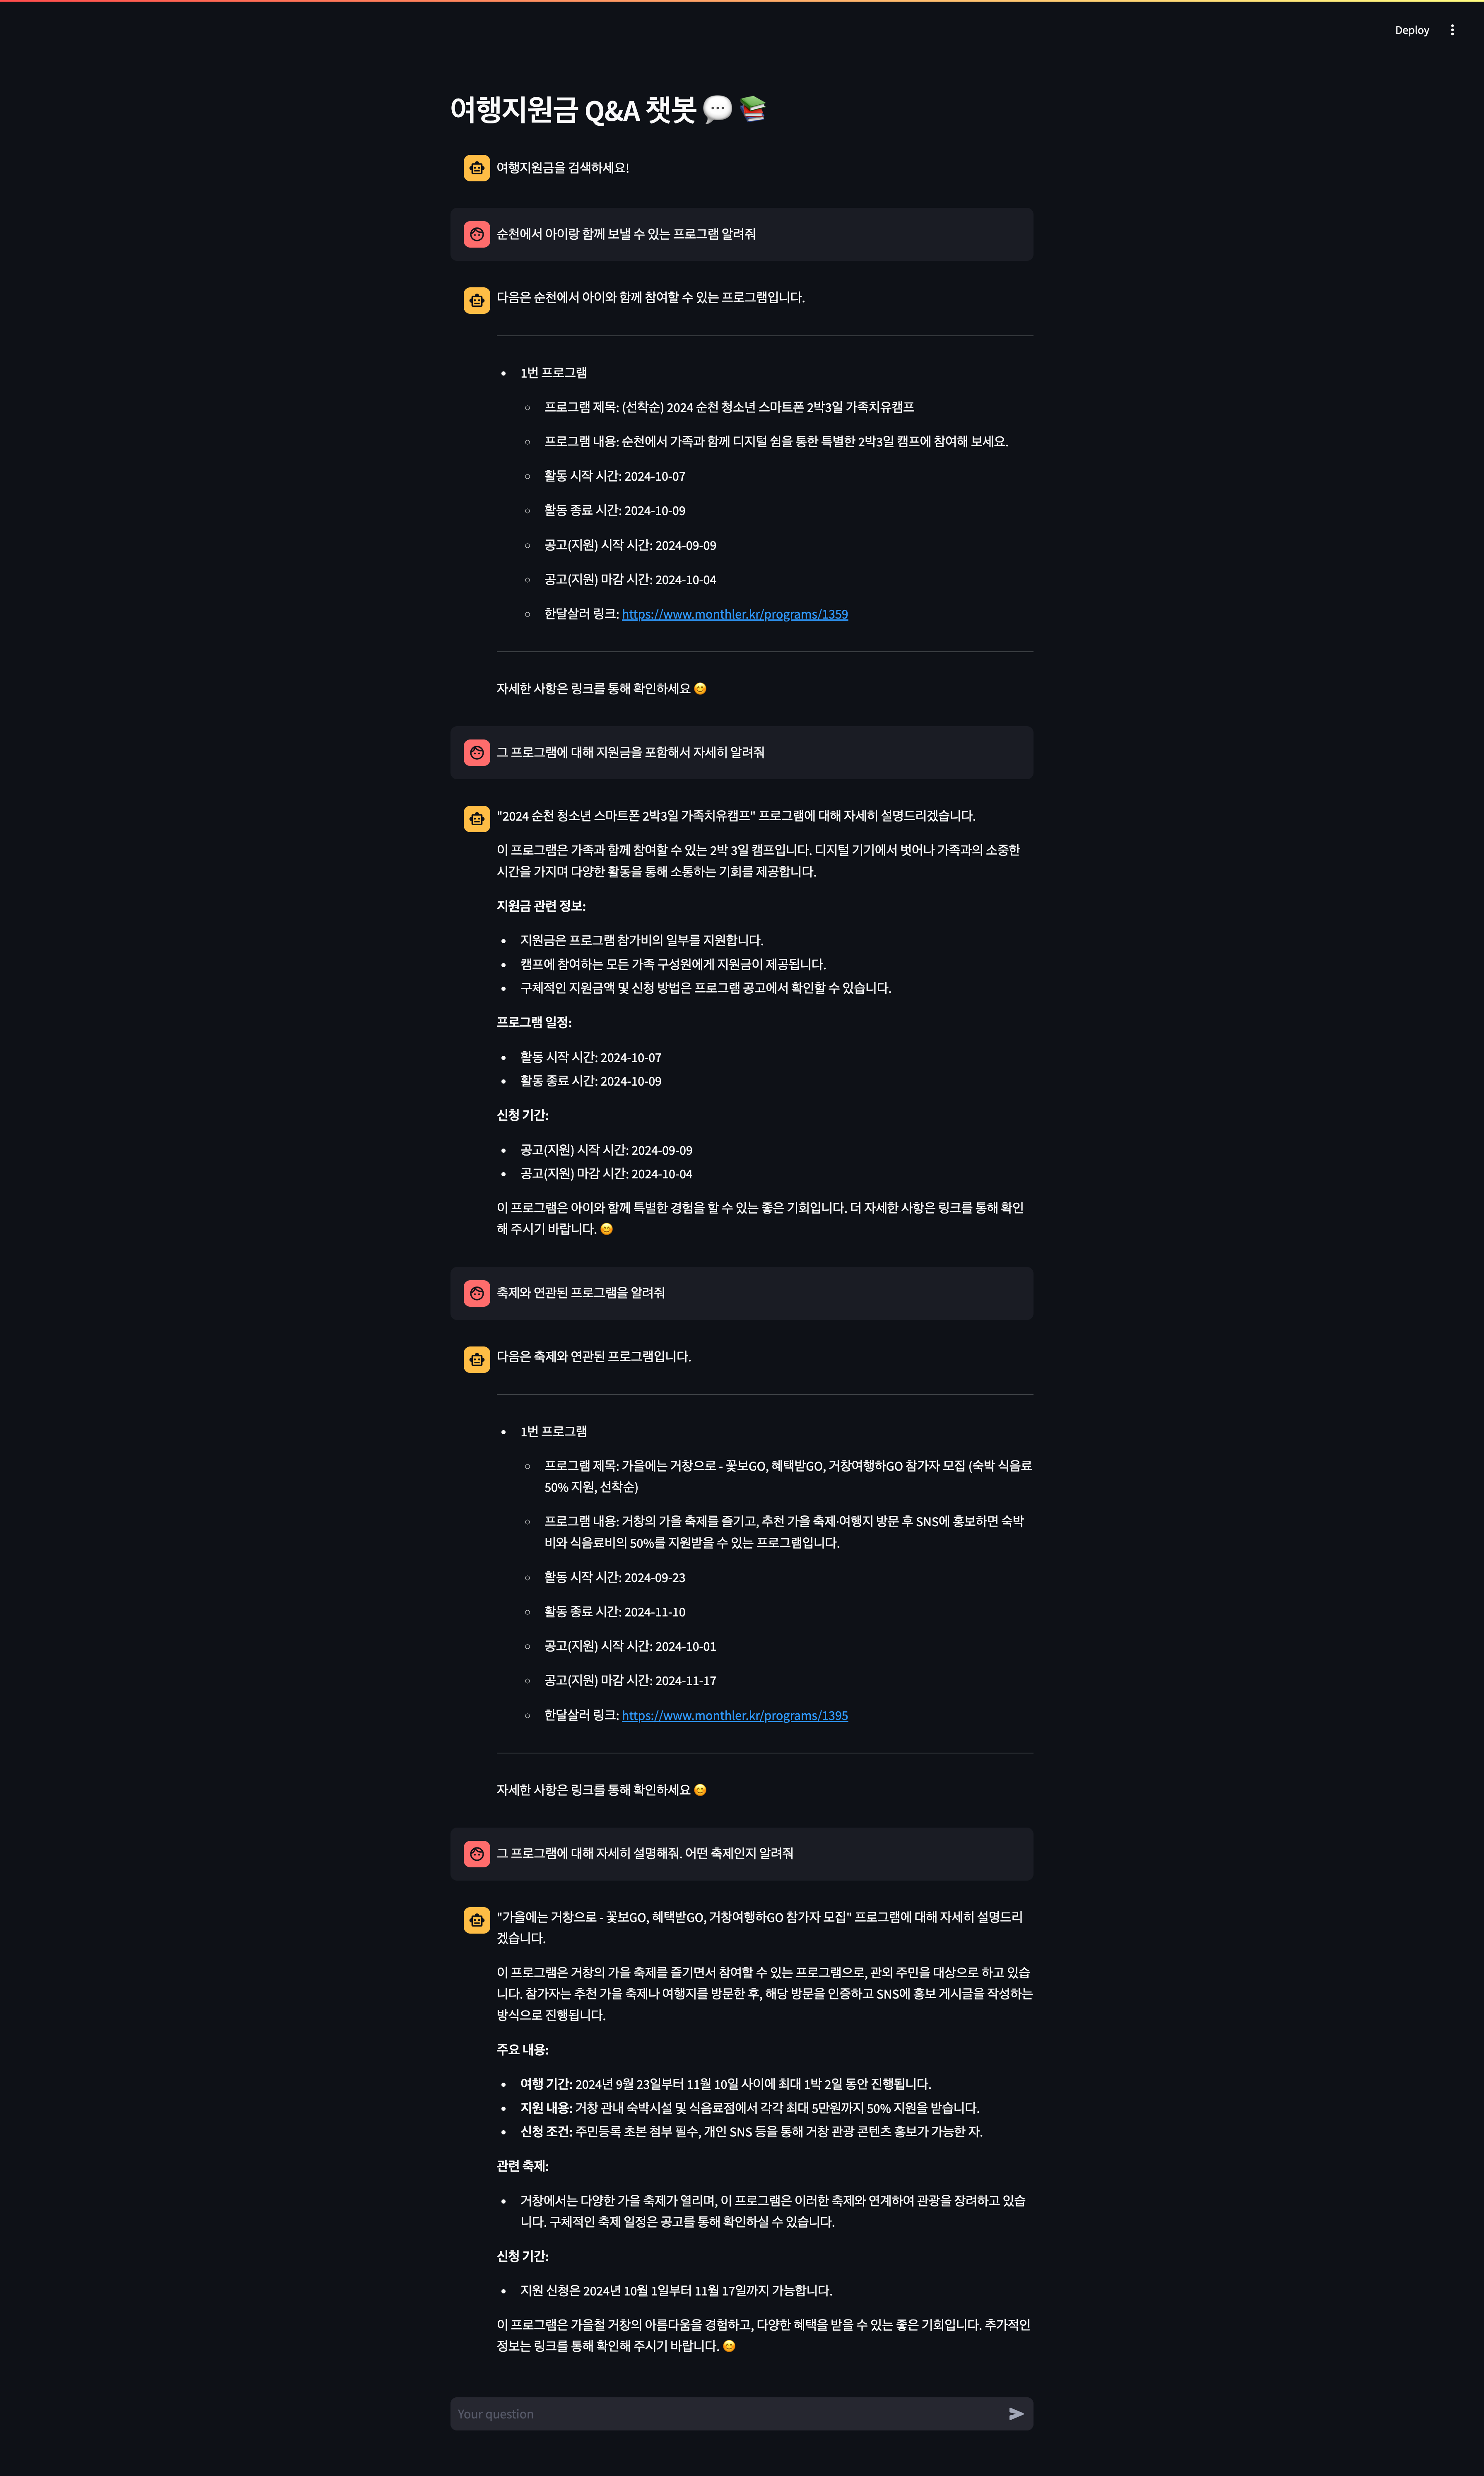 Deploy
여행지원금 Q&A 챗봇 💬 📚
여행지원금을 검색하세요!
순천에서 아이랑 함께 보낼 수 있는 프로그램 알려줘
다음은 순천에서 아이와 함께 참여할 수 있는 프로그램입니다.
1번 프로그램
프로그램 제목: (선착순) 2024 순천 청소년 스마트폰 2박3일 가족치유캠프
프로그램 내용: 순천에서 가족과 함께 디지털 쉼을 통한 특별한 2박3일 캠프에 참여해 보세요.
활동 시작 시간: 2024-10-07
활동 종료 시간: 2024-10-09
공고(지원) 시작 시간: 2024-09-09
공고(지원) 마감 시간: 2024-10-04
한달살러 링크: https://www.monthler.kr/programs/1359
자세한 사항은 링크를 통해 확인하세요 😊
그 프로그램에 대해 지원금을 포함해서 자세히 알려줘
"2024 순천 청소년 스마트폰 2박3일 가족치유캠프" 프로그램에 대해 자세히 설명드리겠습니다.
이 프로그램은 가족과 함께 참여할 수 있는 2박 3일 캠프입니다. 디지털 기기에서 벗어나 가족과의 소중한
시간을 가지며 다양한 활동을 통해 소통하는 기회를 제공합니다.
지원금 관련 정보:
지원금은 프로그램 참가비의 일부를 지원합니다.
캠프에 참여하는 모든 가족 구성원에게 지원금이 제공됩니다.
구체적인 지원금액 및 신청 방법은 프로그램 공고에서 확인할 수 있습니다.
프로그램 일정:
활동 시작 시간: 2024-10-07
활동 종료 시간: 2024-10-09
신청 기간:
공고(지원) 시작 시간: 2024-09-09
공고(지원) 마감 시간: 2024-10-04
이 프로그램은 아이와 함께 특별한 경험을 할 수 있는 좋은 기회입니다. 더 자세한 사항은 링크를 통해 확인
해 주시기 바랍니다. 😊
축제와 연관된 프로그램을 알려줘
다음은 축제와 연관된 프로그램입니다.
1번 프로그램
프로그램 제목: 가을에는 거창으로 - 꽃보GO, 혜택받GO, 거창여행하GO 참가자 모집 (숙박 식음료
50% 지원, 선착순)
프로그램 내용: 거창의 가을 축제를 즐기고, 추천 가을 축제·여행지 방문 후 SNS에 홍보하면 숙박
비와 식음료비의 50%를 지원받을 수 있는 프로그램입니다.
활동 시작 시간: 2024-09-23
활동 종료 시간: 2024-11-10
공고(지원) 시작 시간: 2024-10-01
공고(지원) 마감 시간: 2024-11-17
한달살러 링크: https://www.monthler.kr/programs/1395
자세한 사항은 링크를 통해 확인하세요 😊
그 프로그램에 대해 자세히 설명해줘. 어떤 축제인지 알려줘
"가을에는 거창으로 - 꽃보GO, 혜택받GO, 거창여행하GO 참가자 모집" 프로그램에 대해 자세히 설명드리
겠습니다.
이 프로그램은 거창의 가을 축제를 즐기면서 참여할 수 있는 프로그램으로, 관외 주민을 대상으로 하고 있습
니다. 참가자는 추천 가을 축제나 여행지를 방문한 후, 해당 방문을 인증하고 SNS에 홍보 게시글을 작성하는
방식으로 진행됩니다.
주요 내용:
여행 기간: 2024년 9월 23일부터 11월 10일 사이에 최대 1박 2일 동안 진행됩니다.
지원 내용: 거창 관내 숙박시설 및 식음료점에서 각각 최대 5만원까지 50% 지원을 받습니다.
신청 조건: 주민등록 초본 첨부 필수, 개인 SNS 등을 통해 거창 관광 콘텐츠 홍보가 가능한 자.
관련 축제:
거창에서는 다양한 가을 축제가 열리며, 이 프로그램은 이러한 축제와 연계하여 관광을 장려하고 있습
니다. 구체적인 축제 일정은 공고를 통해 확인하실 수 있습니다.
신청 기간:
지원 신청은 2024년 10월 1일부터 11월 17일까지 가능합니다.
이 프로그램은 가을철 거창의 아름다움을 경험하고, 다양한 혜택을 받을 수 있는 좋은 기회입니다. 추가적인
정보는 링크를 통해 확인해 주시기 바랍니다. 😊
Your question